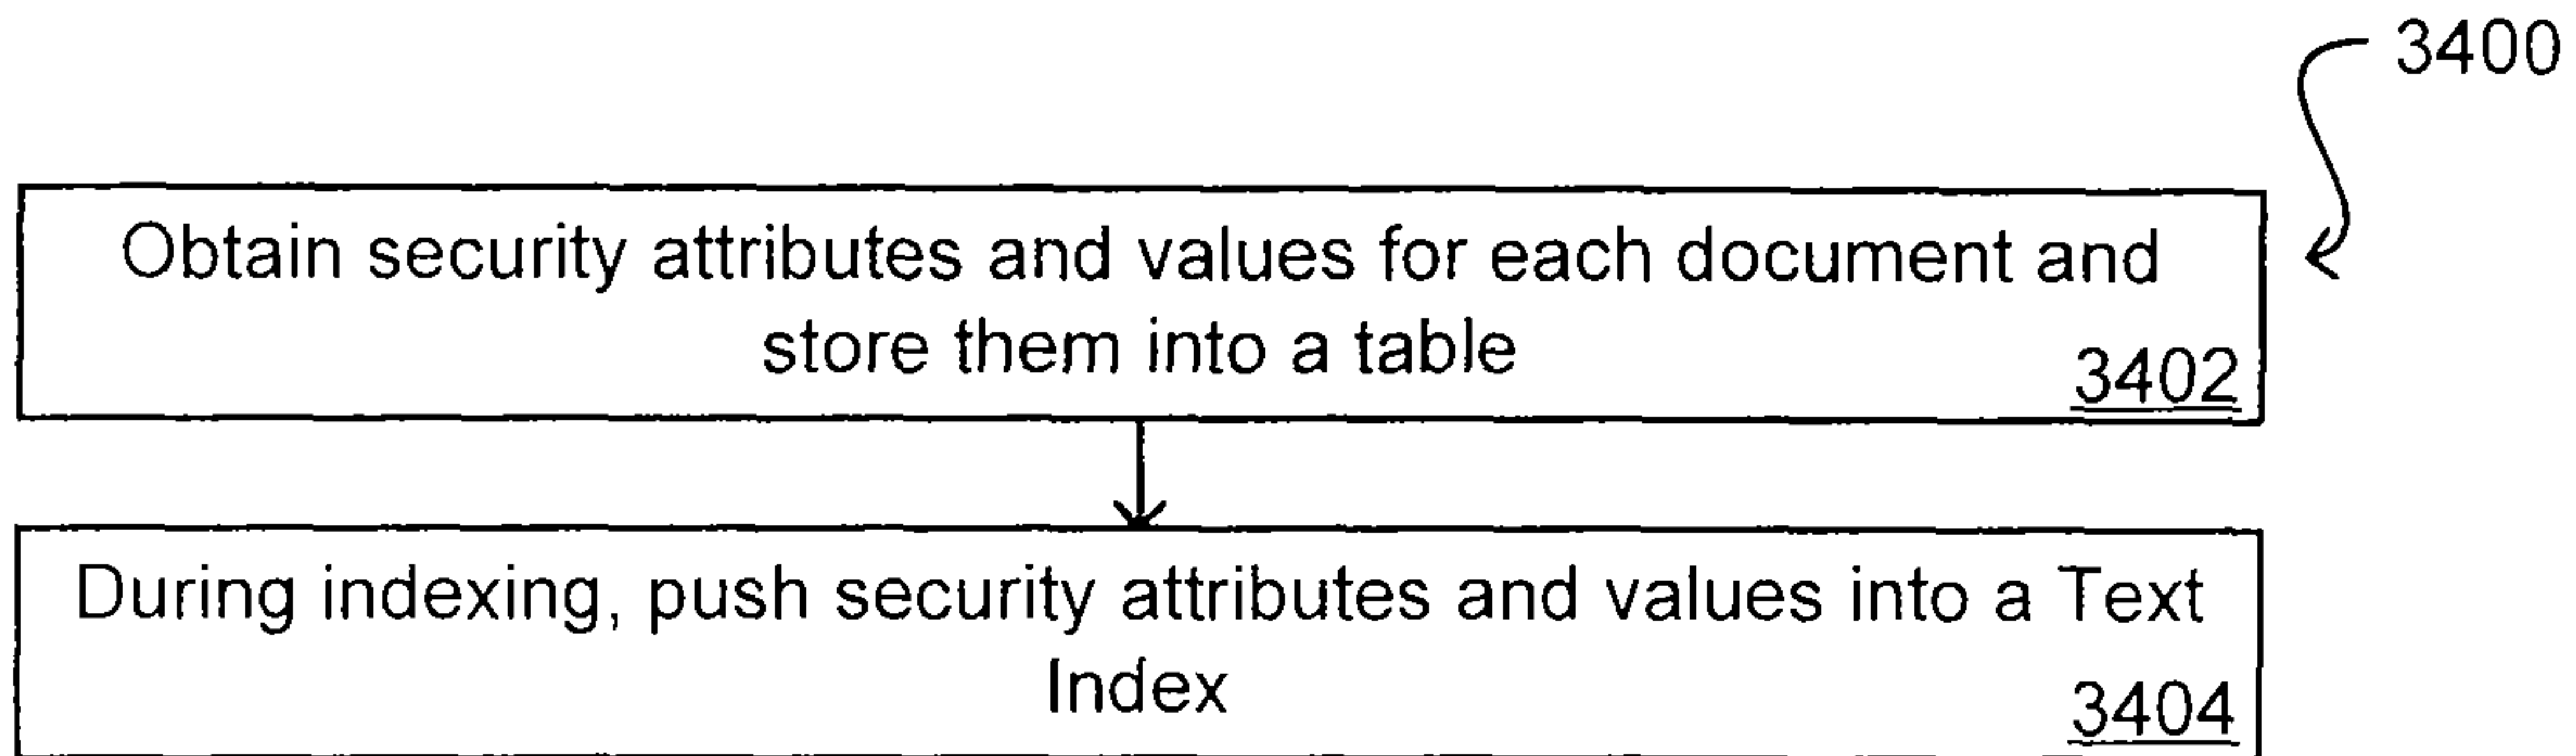 3400
Obtain security attributes and values for each document and
store them into a table
3402
During indexing, push security attributes and values into a Text
Index
3404